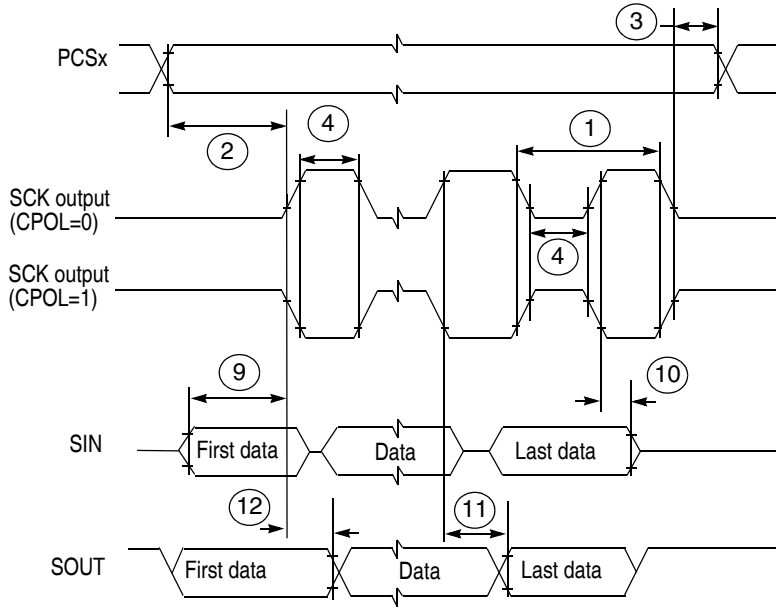 3
PCSx
2
4
1
SCK output
(CPOL=0)
4
SCK output
(CPOL=1)
9
10
SIN
First data
Data
Last data
12
11
SOUT
First data
Data
Last data